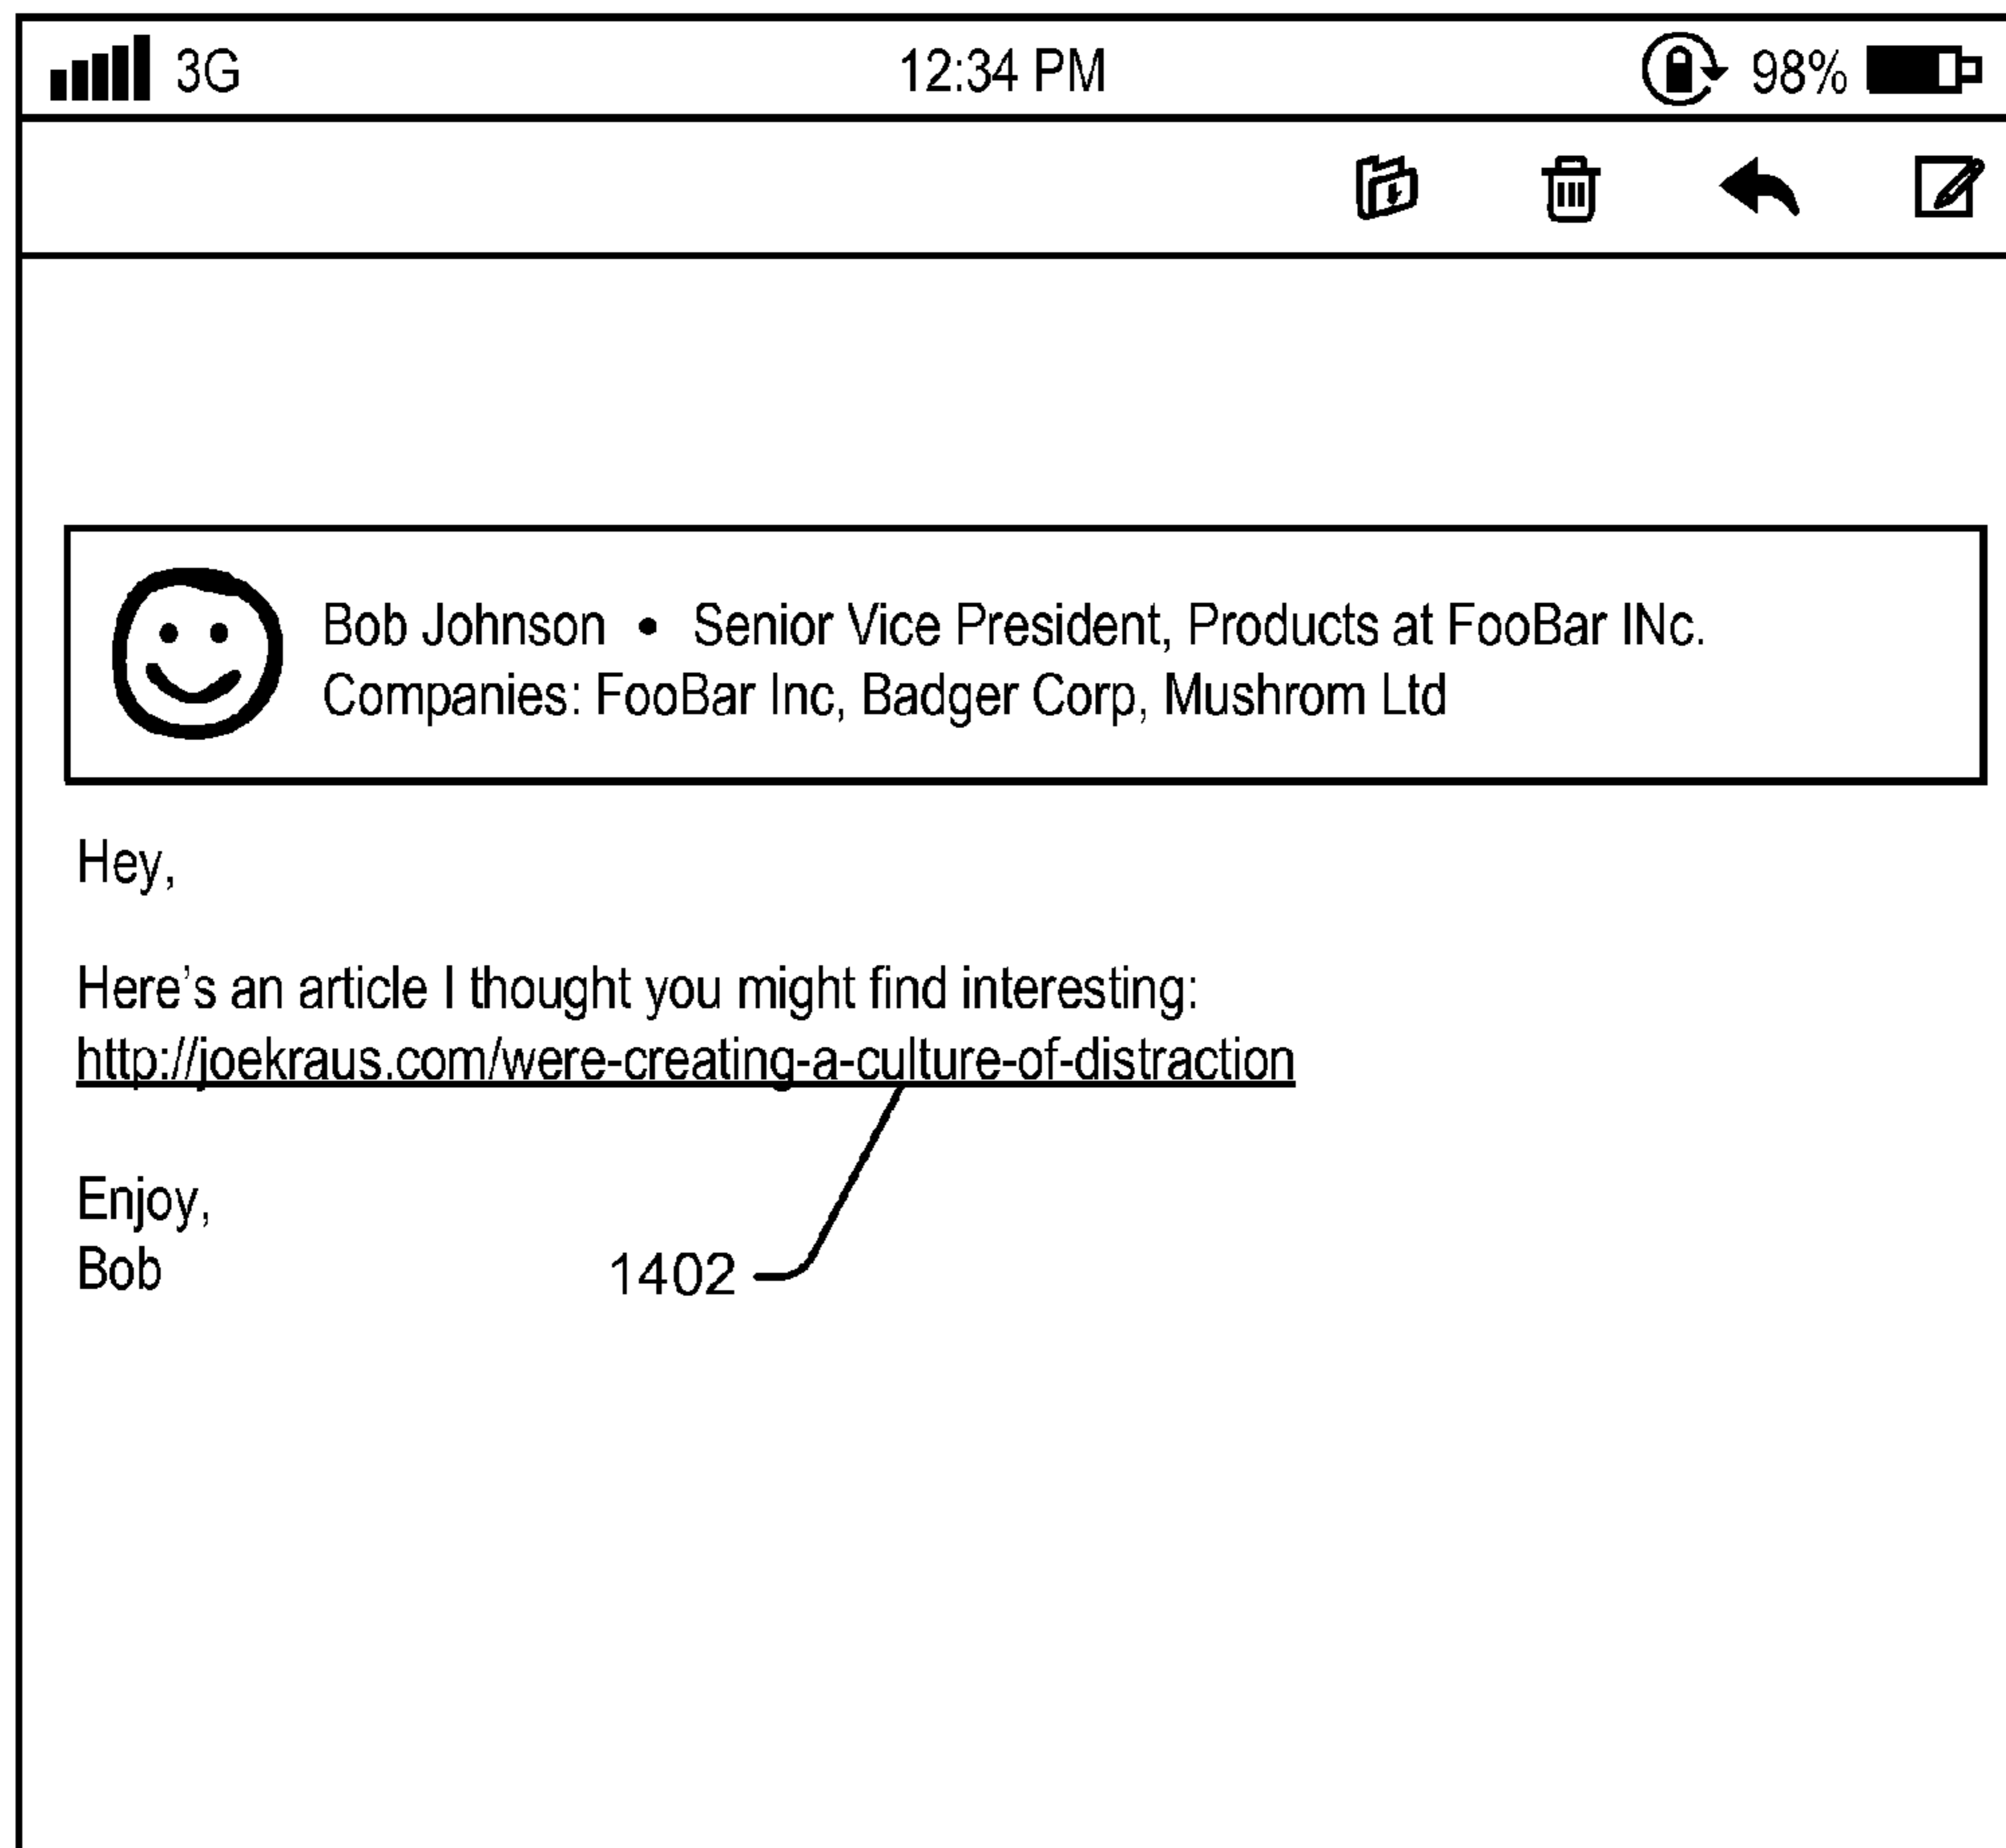 3G 12:34 PM 98%
Bob Johnson • Senior Vice President, Products at FooBar INc.
Companies: FooBar Inc, Badger Corp, Mushrom Ltd
Hey,
Here's an article I thought you might find interesting:
http://joekraus.com/were-creating-a-culture-of-distraction
Enjoy,
Bob
1402